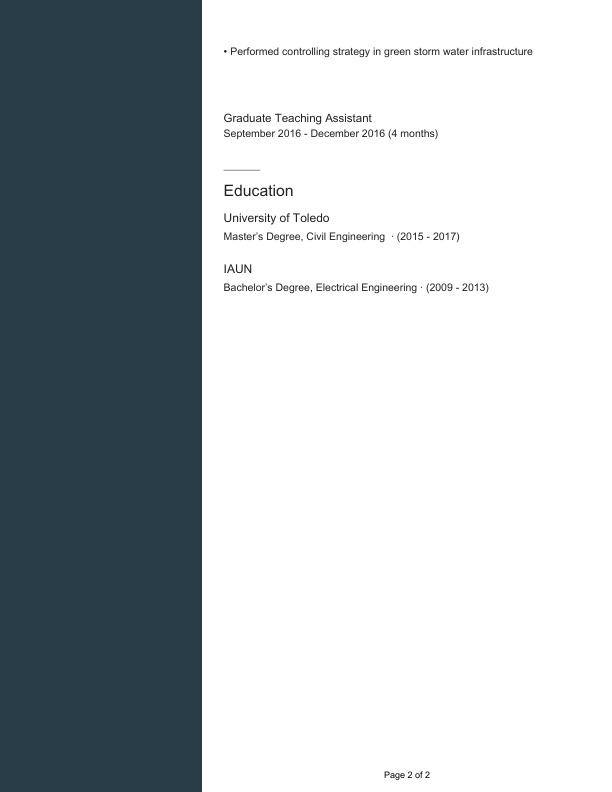 • Performed controlling strategy in green storm water infrastructure
Graduate Teaching Assistant
September 2016 - December 2016 (4 months)
Education
University of Toledo
Master’s Degree, Civil Engineering · (2015 - 2017)
IAUN
Bachelor’s Degree, Electrical Engineering · (2009 - 2013)
Page 2 of 2